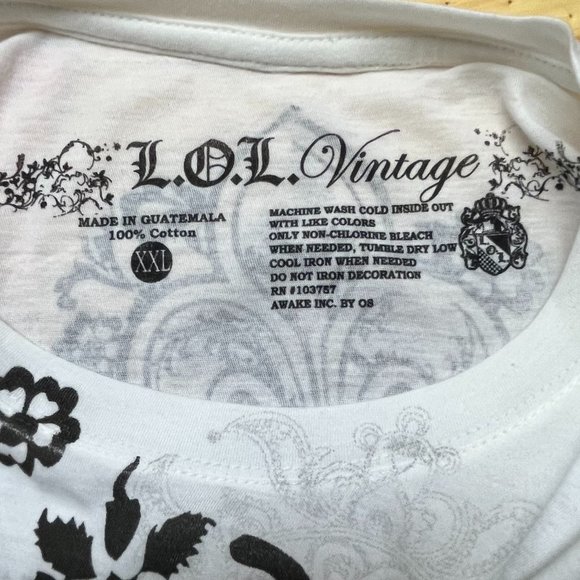 L.O.L. Vintage
MADE IN GUATEMALA
100% Cotton
XXL
MACHINE WASH COLD INSIDE OUT
WITH LIKE COLORS
ONLY NON-CHLORINE BLEACH
WHEN NEEDED, TUMBLE DRY LOW
COOL IRON WHEN NEEDED
DO NOT IRON DECORATION
RN #103757
AWAKE INC. BY OS
LOL